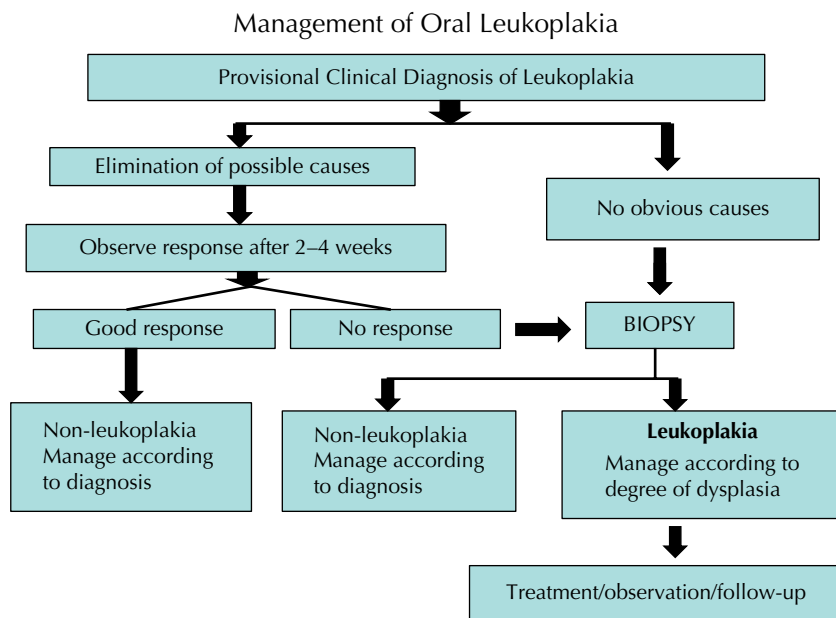 Management of Oral Leukoplakia
Provisional Clinical Diagnosis of Leukoplakia
Elimination of possible causes
No obvious causes
Observe response after 2–4 weeks
Good response
No response
BIOPSY
Non-leukoplakia
Manage according
to diagnosis
Non-leukoplakia
Manage according
to diagnosis
Leukoplakia
Manage according to
degree of dysplasia
Treatment/observation/follow-up